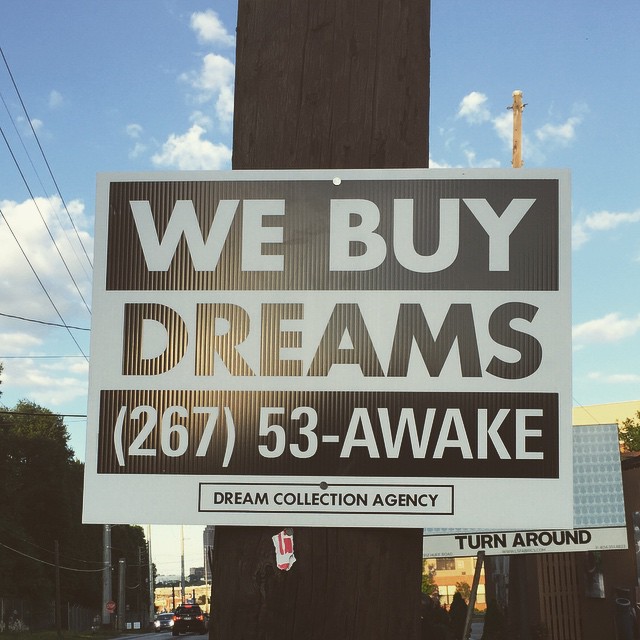 WE BUY
DREAMS
(267) 53-AWAKE
DREAM COLLECTION AGENCY
TURN AROUND